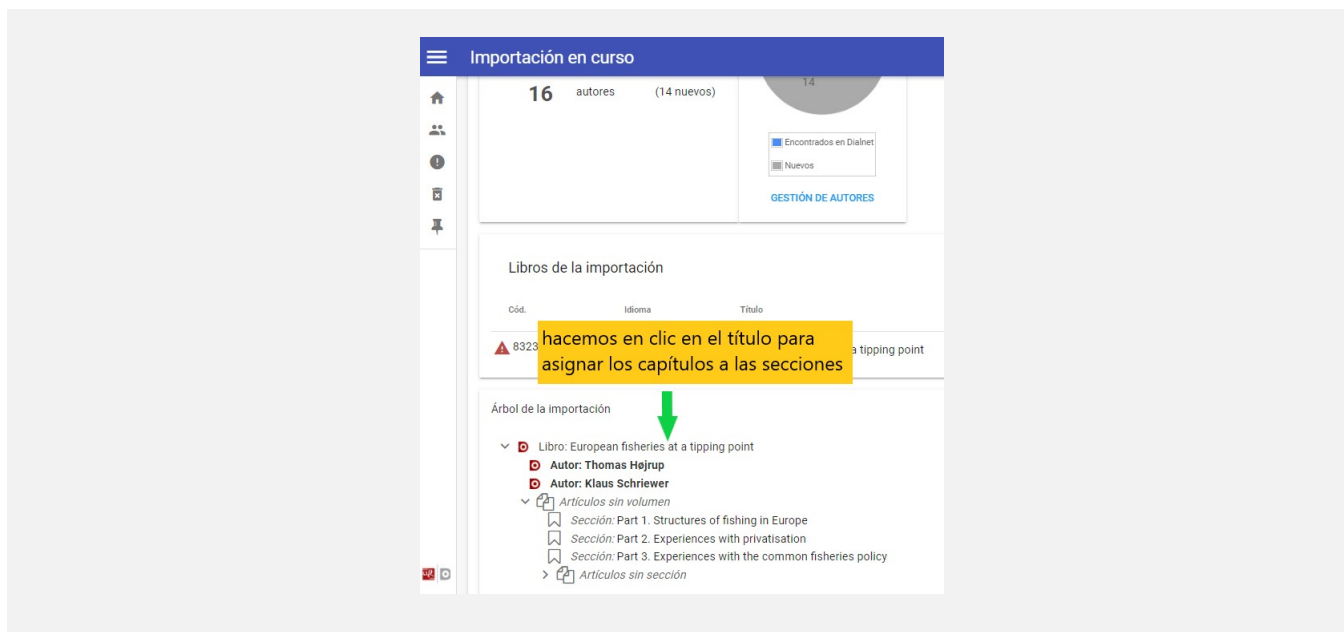 Importación en curso
16 autores (14 nuevos)
14
Encontrados en Dialnet
Nuevos
GESTIÓN DE AUTORES
Libros de la importación
Cód. Idioma Título
8323
a tipping point
hacemos en clic en el título para
asignar los capítulos a las secciones
Árbol de la importación
Libro: European fisheries at a tipping point
Autor: Thomas Højrup
Autor: Klaus Schriewer
Artículos sin volumen
Sección: Part 1. Structures of fishing in Europe
Sección: Part 2. Experiences with privatisation
Sección: Part 3. Experiences with the common fisheries policy
Artículos sin sección